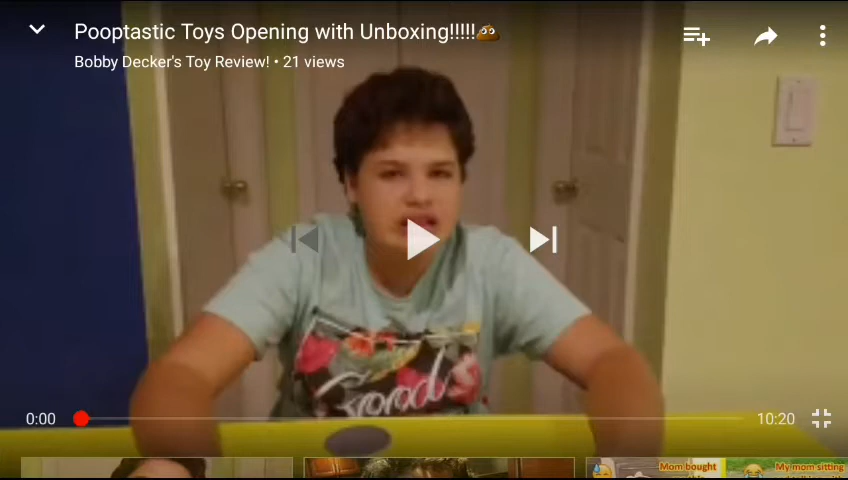 Pooptastic Toys Opening with Unboxing!!!!!💩
Bobby Decker's Toy Review! • 21 views
0:00
10:20
Mom bought
My mom sitting